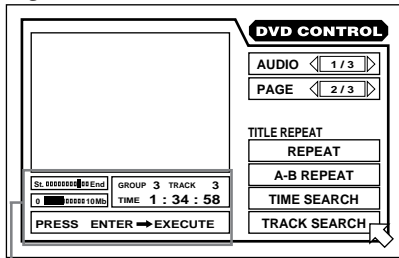 DVD CONTROL
AUDIO 1 / 3
PAGE 2 / 3
TITLE REPEAT
REPEAT
A-B REPEAT
TIME SEARCH
TRACK SEARCH
St. End
0 10Mb
GROUP 3 TRACK 3
TIME 1 : 34 : 58
PRESS ENTER ➡ EXECUTE